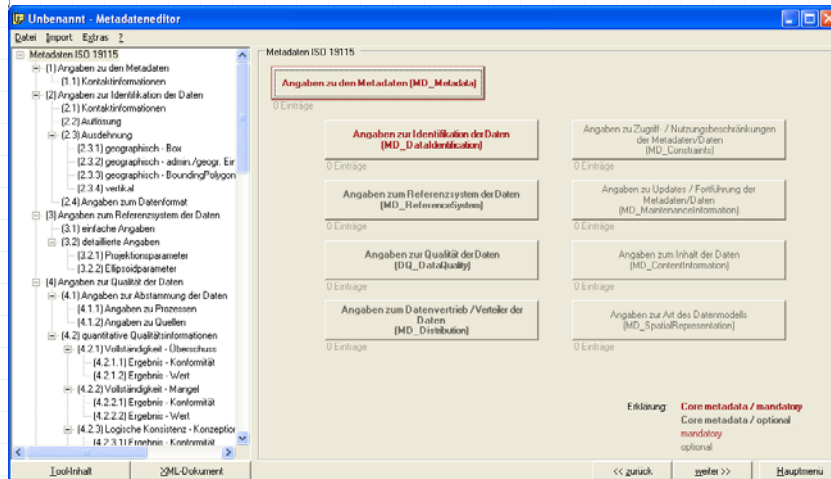 Unbenannt - Metadateneditor
Datei Import Extras ?
Metadaten ISO 19115
(1) Angaben zu den Metadaten
(1.1) Kontaktinformationen
(2) Angaben zur Identifikation der Daten
(2.1) Kontaktinformationen
(2.2) Auflösung
(2.3) Ausdehnung
(2.3.1) geographisch - Box
(2.3.2) geographisch - admin./geogr. Eir
(2.3.3) geographisch - BoundingPolygon
(2.3.4) vertikal
(2.4) Angaben zum Datenformat
(3) Angaben zum Referenzsystem der Daten
(3.1) einfache Angaben
(3.2) detaillierte Angaben
(3.2.1) Projektionsparameter
(3.2.2) Ellipsoidparameter
(4) Angaben zur Qualität der Daten
(4.1) Angaben zur Abstammung der Daten
(4.1.1) Angaben zu Prozessen
(4.1.2) Angaben zu Quellen
(4.2) quantitative Qualitätsinformationen
(4.2.1) Vollständigkeit - Überschuss
(4.2.1.1) Ergebnis - Konformität
(4.2.1.2) Ergebnis - Wert
(4.2.2) Vollständigkeit - Mangel
(4.2.2.1) Ergebnis - Konformität
(4.2.2.2) Ergebnis - Wert
(4.2.3) Logische Konsistenz - Konzeption
(4.2.3.1) Ergebnis - Konformität
Tool-Inhalt
XML-Dokument
Metadaten ISO 19115
Angaben zu den Metadaten (MD_Metadata)
0 Einträge
Angaben zur Identifikation der Daten
(MD_DataIdentification)
0 Einträge
Angaben zu Zugriff- / Nutzungsbeschränkungen
der Metadaten/Daten
(MD_Constraints)
0 Einträge
Angaben zum Referenzsystem der Daten
(MD_ReferenceSystem)
0 Einträge
Angaben zu Updates / Fortführung der
Metadaten/Daten
(MD_MaintenanceInformation)
0 Einträge
Angaben zur Qualität der Daten
(DQ_DataQuality)
0 Einträge
Angaben zum Inhalt der Daten
(MD_ContentInformation)
0 Einträge
Angaben zum Datenvertrieb / Verteiler der
Daten
(MD_Distribution)
0 Einträge
Angaben zur Art des Datenmodells
(MD_SpatialRepresentation)
0 Einträge
Erklärung: Core metadata / mandatory
Core metadata / optional
mandatory
optional
<< zurück
weiter >>
Hauptmenü